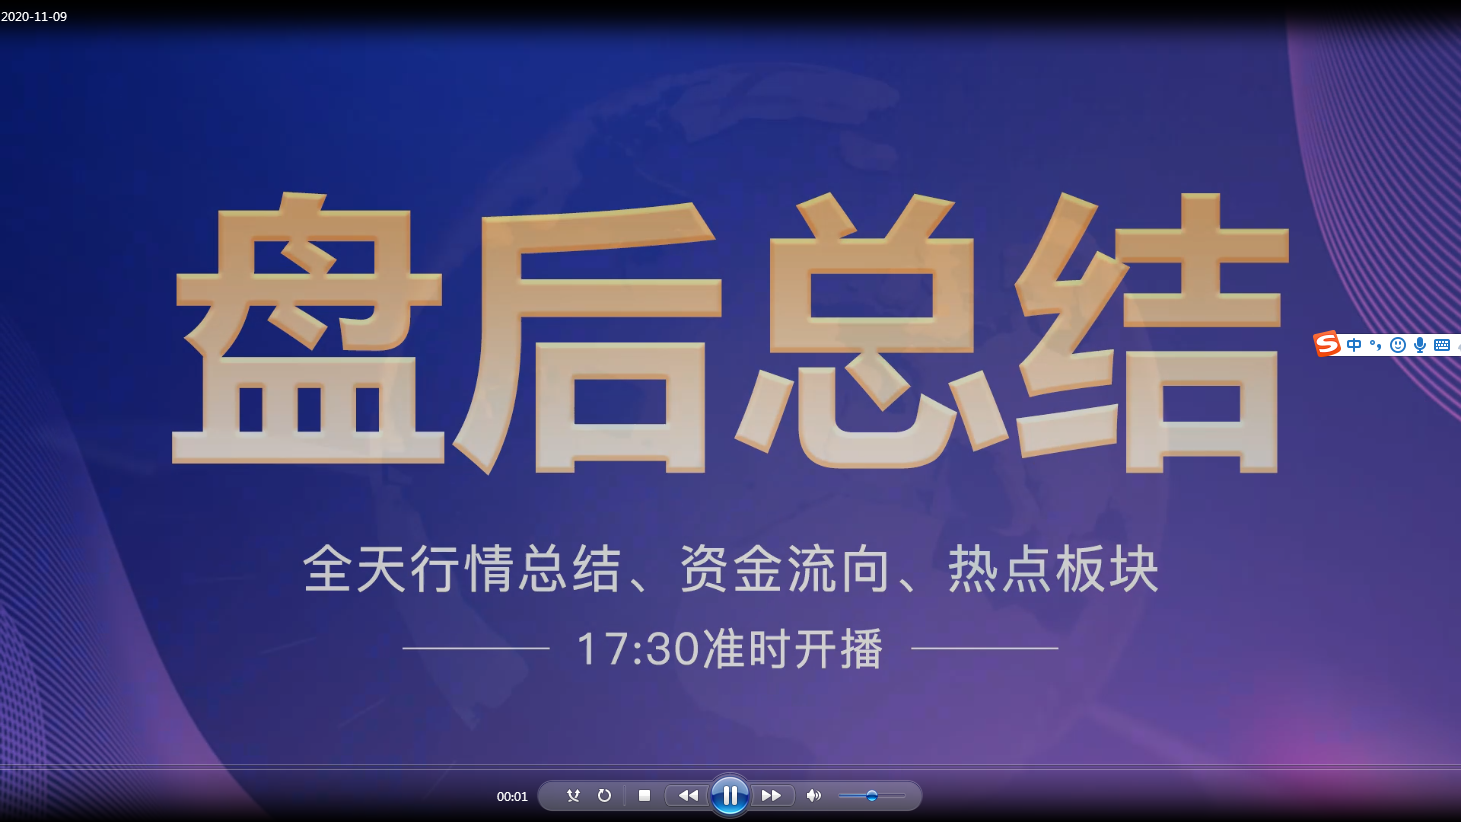 2020-11-09
盘后总结
中
全天行情总结、资金流向、热点板块
17:30准时开播
00:01